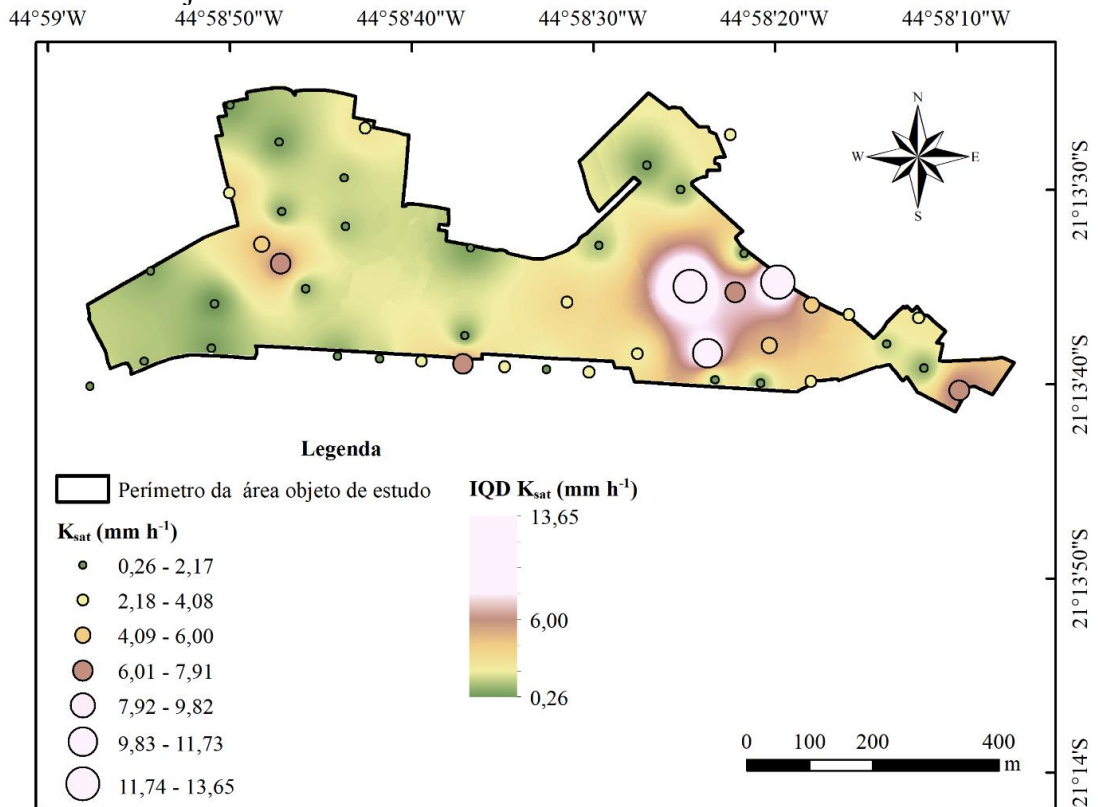 44°59'W 44°58'50"W 44°58'40"W 44°58'30"W 44°58'20"W 44°58'10"W
N
W E
S
21°13'30"S
21°13'40"S
21°13'50"S
21°14'S
Legenda
Perímetro da área objeto de estudo
K_sat (mm h⁻¹)
0,26 - 2,17
2,18 - 4,08
4,09 - 6,00
6,01 - 7,91
7,92 - 9,82
9,83 - 11,73
11,74 - 13,65
IQD K_sat (mm h⁻¹)
13,65
6,00
0,26
0 100 200 400
m